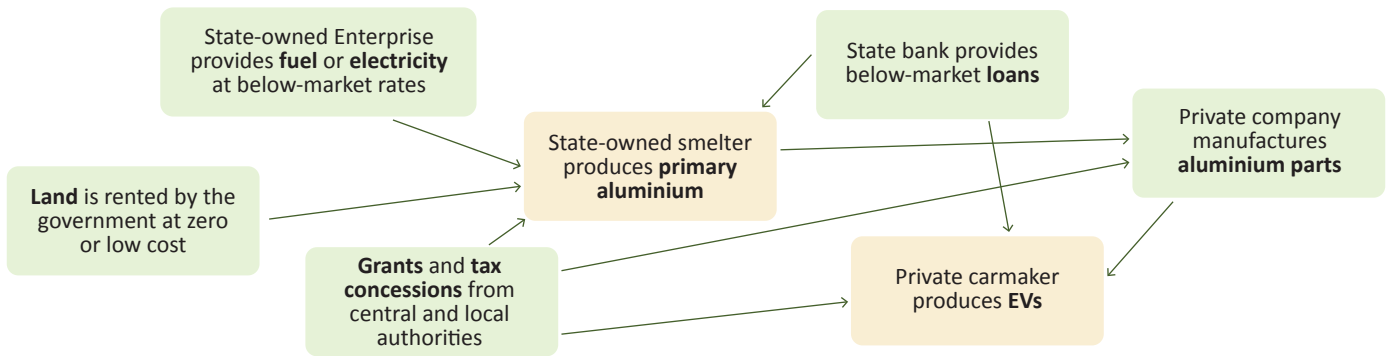 State-owned Enterprise
provides fuel or electricity
at below-market rates
State bank provides
below-market loans
Private company
manufactures
aluminium parts
State-owned smelter
produces primary
aluminium
Land is rented by the
government at zero
or low cost
Grants and tax
concessions from
central and local
authorities
Private carmaker
produces EVs